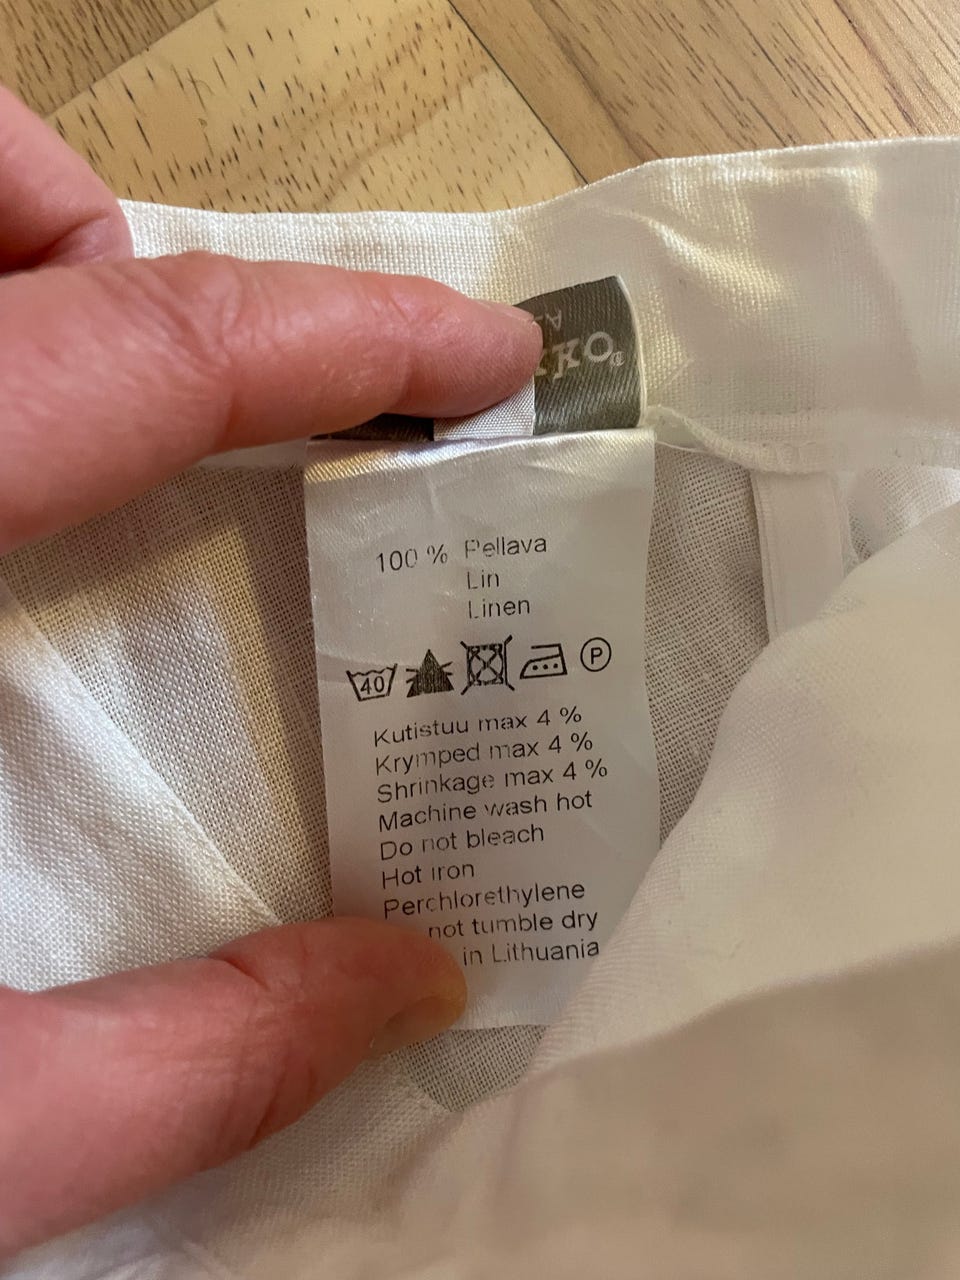 100 % Pellava
Lin
Linen
40 P
Kutistuu max 4 %
Krymped max 4 %
Shrinkage max 4 %
Machine wash hot
Do not bleach
Hot iron
Perchlorethylene
not tumble dry
in Lithuania